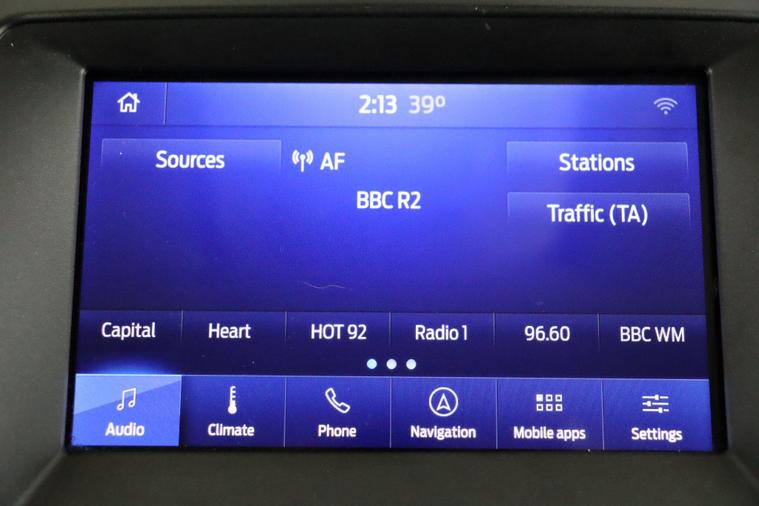 2:13 39°
Sources
AF
Stations
BBC R2
Traffic (TA)
Capital
Heart
HOT 92
Radio 1
96.60
BBC WM
Audio
Climate
Phone
Navigation
Mobile apps
Settings